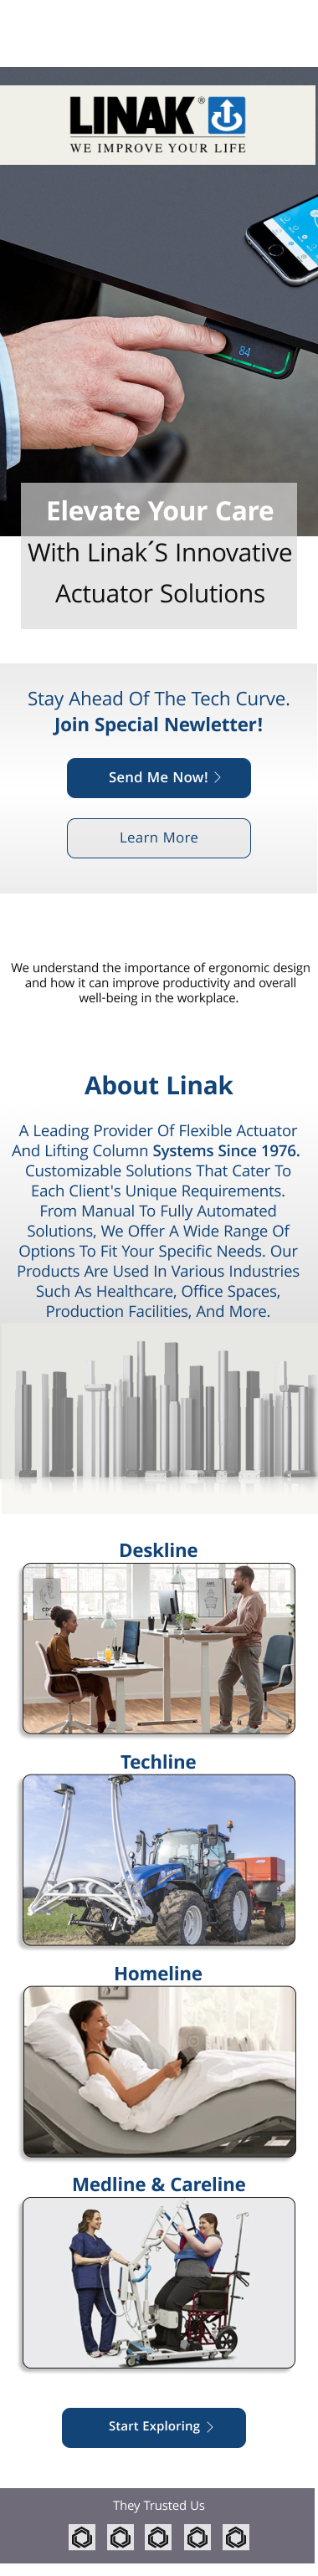 LINAK®
WE IMPROVE YOUR LIFE
84
Elevate Your Care
With Linak´S Innovative
Actuator Solutions
Stay Ahead Of The Tech Curve.
Join Special Newletter!
Send Me Now! >
Learn More
We understand the importance of ergonomic design
and how it can improve productivity and overall
well-being in the workplace.
About Linak
A Leading Provider Of Flexible Actuator
And Lifting Column Systems Since 1976.
Customizable Solutions That Cater To
Each Client's Unique Requirements.
From Manual To Fully Automated
Solutions, We Offer A Wide Range Of
Options To Fit Your Specific Needs. Our
Products Are Used In Various Industries
Such As Healthcare, Office Spaces,
Production Facilities, And More.
Deskline
Techline
Homeline
Medline & Careline
Start Exploring >
They Trusted Us